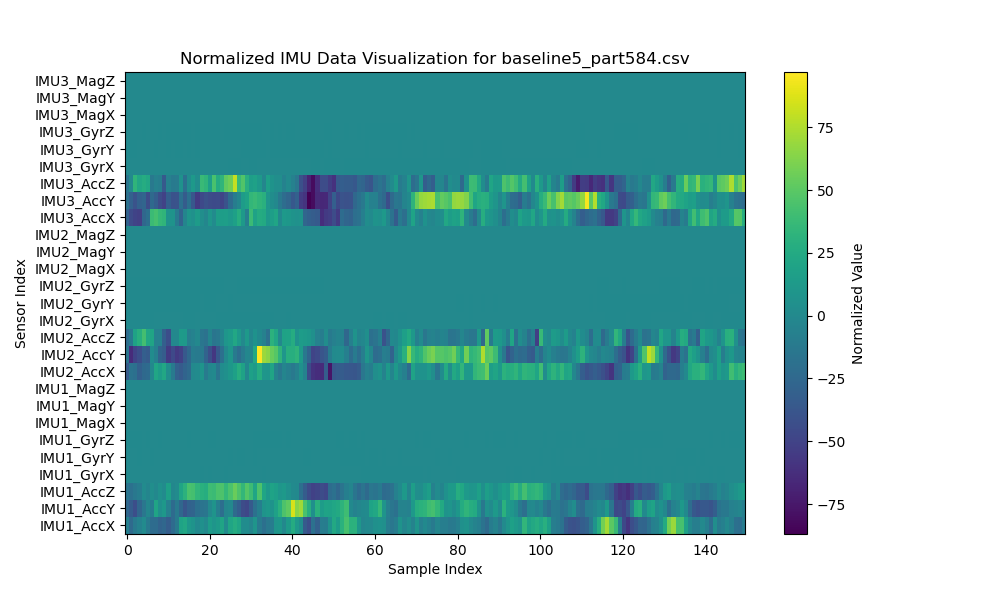 Normalized IMU Data Visualization for baseline5_part584.csv
IMU3_MagZ
IMU3_MagY
IMU3_MagX
IMU3_GyrZ
IMU3_GyrY
IMU3_GyrX
IMU3_AccZ
IMU3_AccY
IMU3_AccX
IMU2_MagZ
IMU2_MagY
IMU2_MagX
IMU2_GyrZ
IMU2_GyrY
IMU2_GyrX
IMU2_AccZ
IMU2_AccY
IMU2_AccX
IMU1_MagZ
IMU1_MagY
IMU1_MagX
IMU1_GyrZ
IMU1_GyrY
IMU1_GyrX
IMU1_AccZ
IMU1_AccY
IMU1_AccX
Sensor Index
0 20 40 60 80 100 120 140
Sample Index
75
50
25
0
−25
−50
−75
Normalized Value